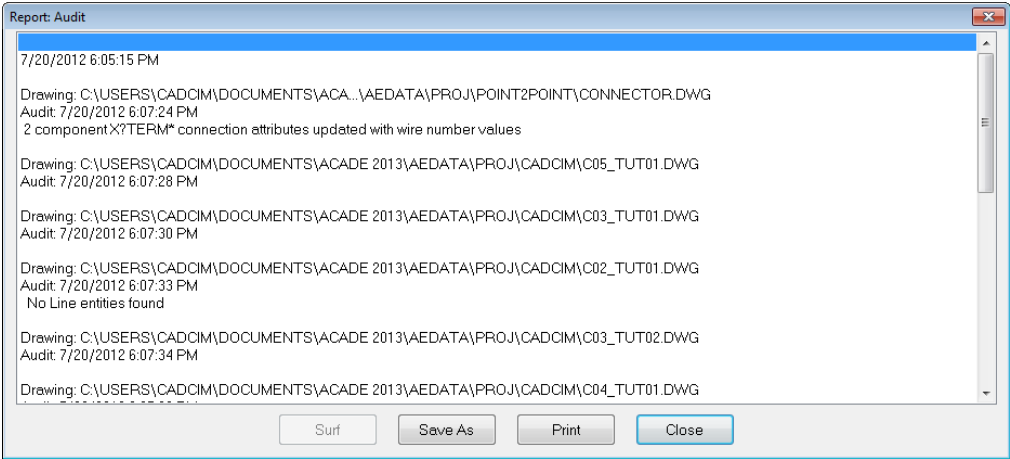 Report: Audit
7/20/2012 6:05:15 PM
Drawing: C:\USERS\CADCIM\DOCUMENTS\ACA...\AEDATA\PROJ\POINT2POINT\CONNECTOR.DWG
Audit: 7/20/2012 6:07:24 PM
2 component X?TERM* connection attributes updated with wire number values
Drawing: C:\USERS\CADCIM\DOCUMENTS\ACADE 2013\AEDATA\PROJ\CADCIM\C05_TUT01.DWG
Audit: 7/20/2012 6:07:28 PM
Drawing: C:\USERS\CADCIM\DOCUMENTS\ACADE 2013\AEDATA\PROJ\CADCIM\C03_TUT01.DWG
Audit: 7/20/2012 6:07:30 PM
Drawing: C:\USERS\CADCIM\DOCUMENTS\ACADE 2013\AEDATA\PROJ\CADCIM\C02_TUT01.DWG
Audit: 7/20/2012 6:07:33 PM
No Line entities found
Drawing: C:\USERS\CADCIM\DOCUMENTS\ACADE 2013\AEDATA\PROJ\CADCIM\C03_TUT02.DWG
Audit: 7/20/2012 6:07:34 PM
Drawing: C:\USERS\CADCIM\DOCUMENTS\ACADE 2013\AEDATA\PROJ\CADCIM\C04_TUT01.DWG
Surf Save As Print Close